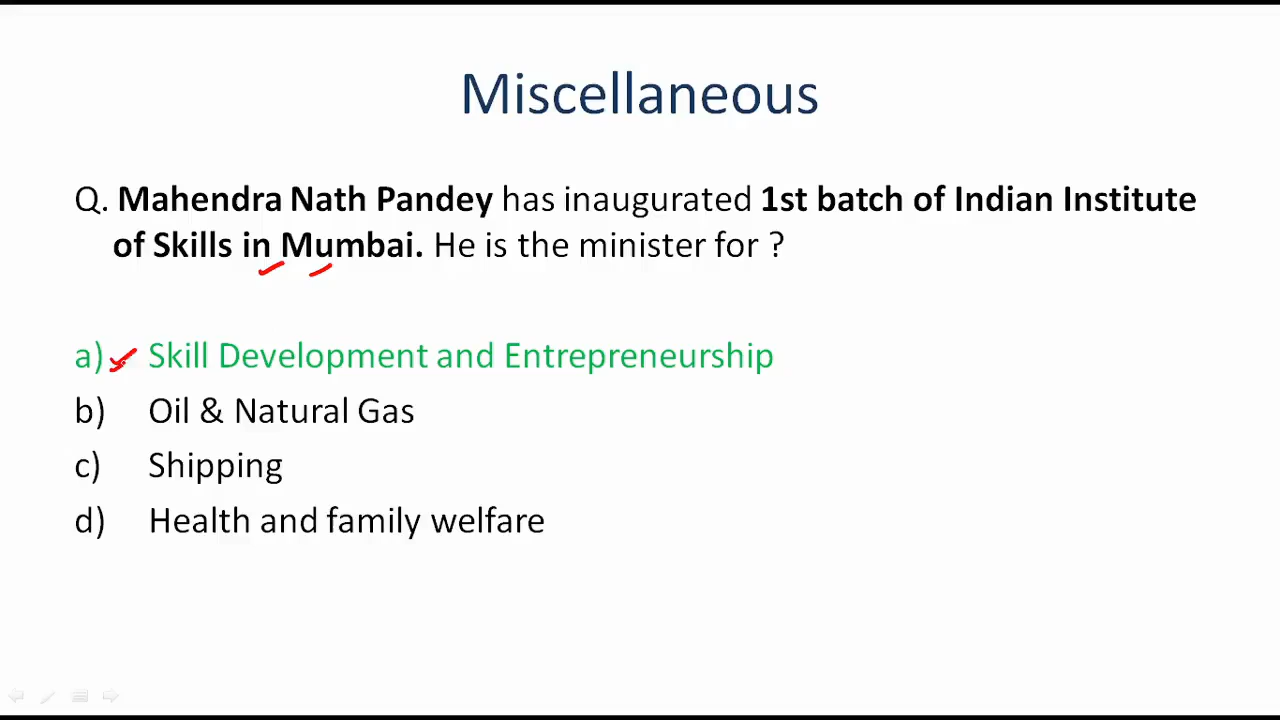 Miscellaneous
Q. Mahendra Nath Pandey has inaugurated 1st batch of Indian Institute
of Skills in Mumbai. He is the minister for ?
a) Skill Development and Entrepreneurship
b) Oil & Natural Gas
c) Shipping
d) Health and family welfare